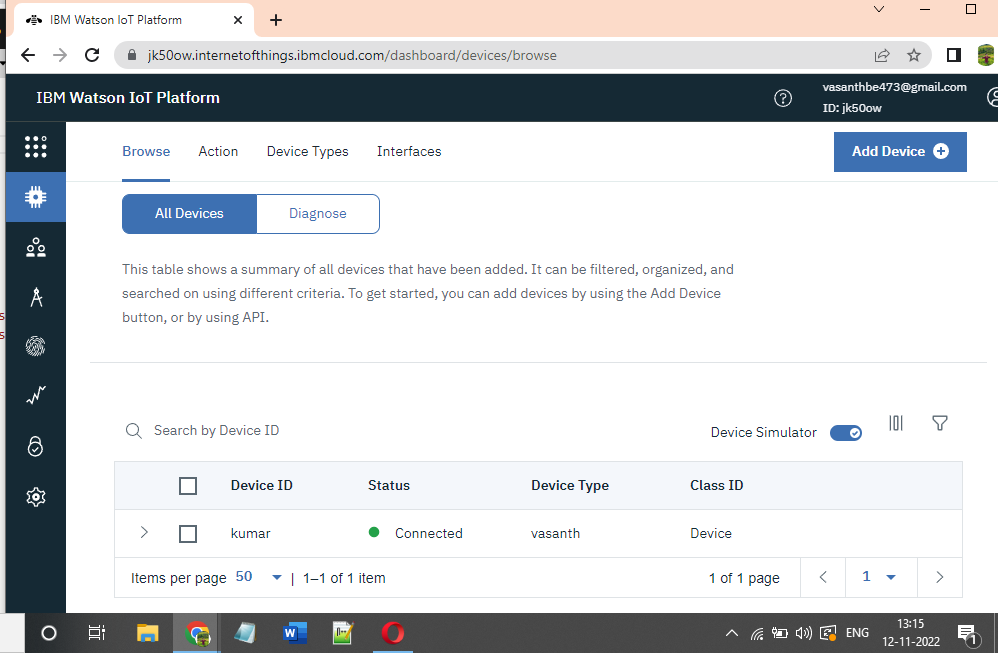 IBM Watson IoT Platform
jk50ow.internetofthings.ibmcloud.com/dashboard/devices/browse
IBM Watson IoT Platform
vasanthbe473@gmail.com
ID: jk50ow
Browse Action Device Types Interfaces
Add Device
All Devices Diagnose
This table shows a summary of all devices that have been added. It can be filtered, organized, and
searched on using different criteria. To get started, you can add devices by using the Add Device
button, or by using API.
Search by Device ID
Device Simulator
Device ID Status Device Type Class ID
kumar Connected vasanth Device
Items per page 50 | 1–1 of 1 item 1 of 1 page 1
ENG
13:15
12-11-2022
1